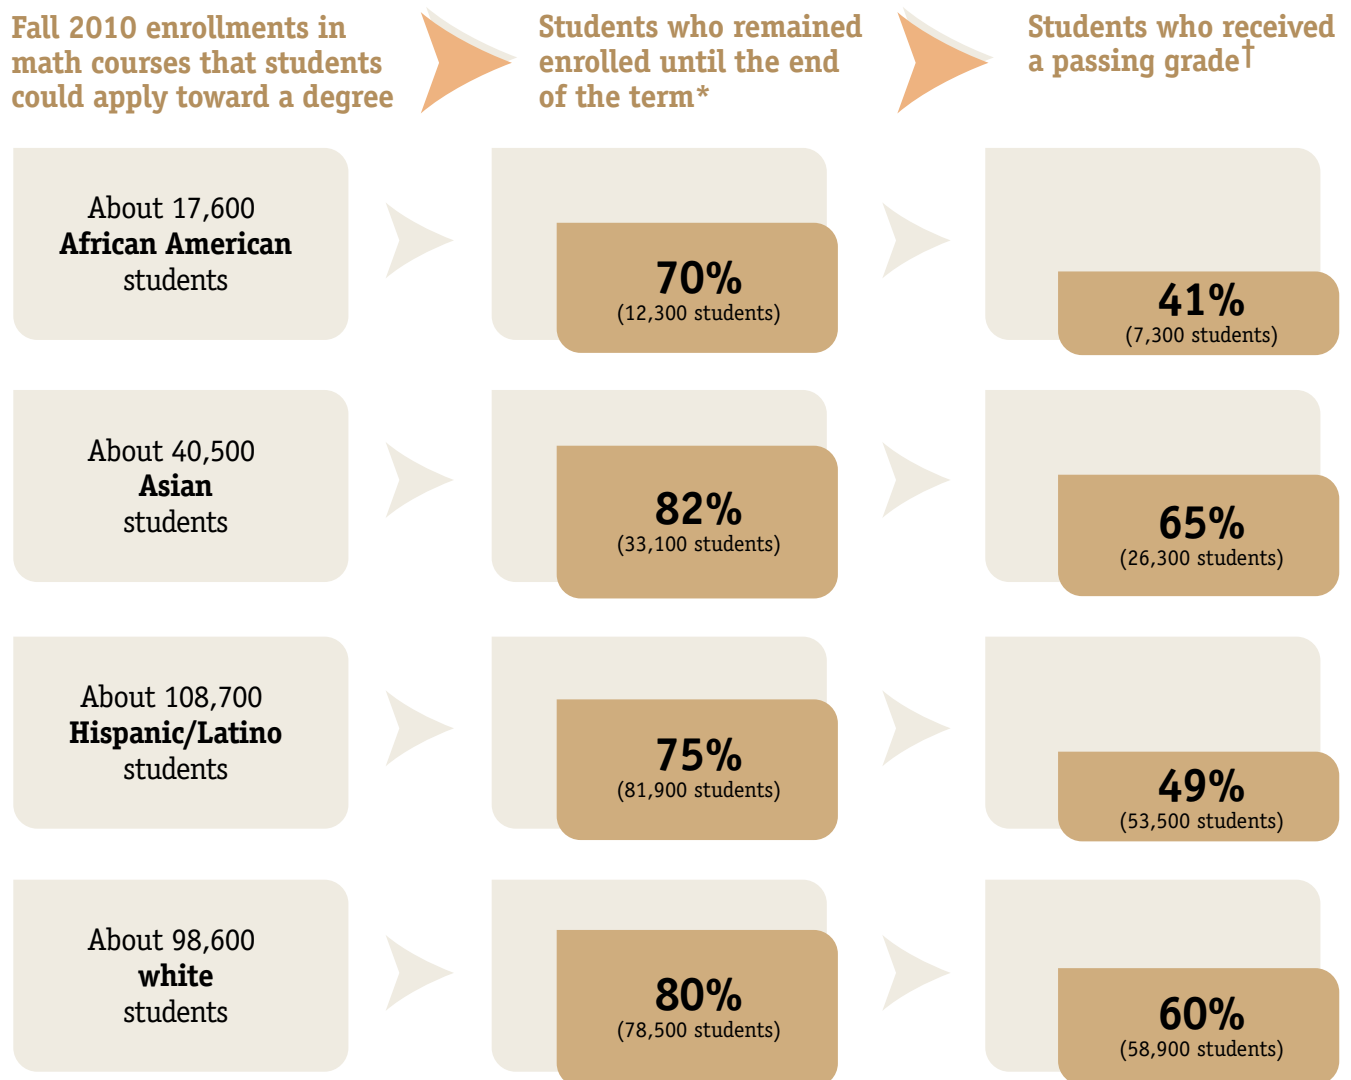 Fall 2010 enrollments in
math courses that students
could apply toward a degree
Students who remained
enrolled until the end
of the term*
Students who received
a passing grade†
About 17,600
African American
students
70%
(12,300 students)
41%
(7,300 students)
About 40,500
Asian
students
82%
(33,100 students)
65%
(26,300 students)
About 108,700
Hispanic/Latino
students
75%
(81,900 students)
49%
(53,500 students)
About 98,600
white
students
80%
(78,500 students)
60%
(58,900 students)